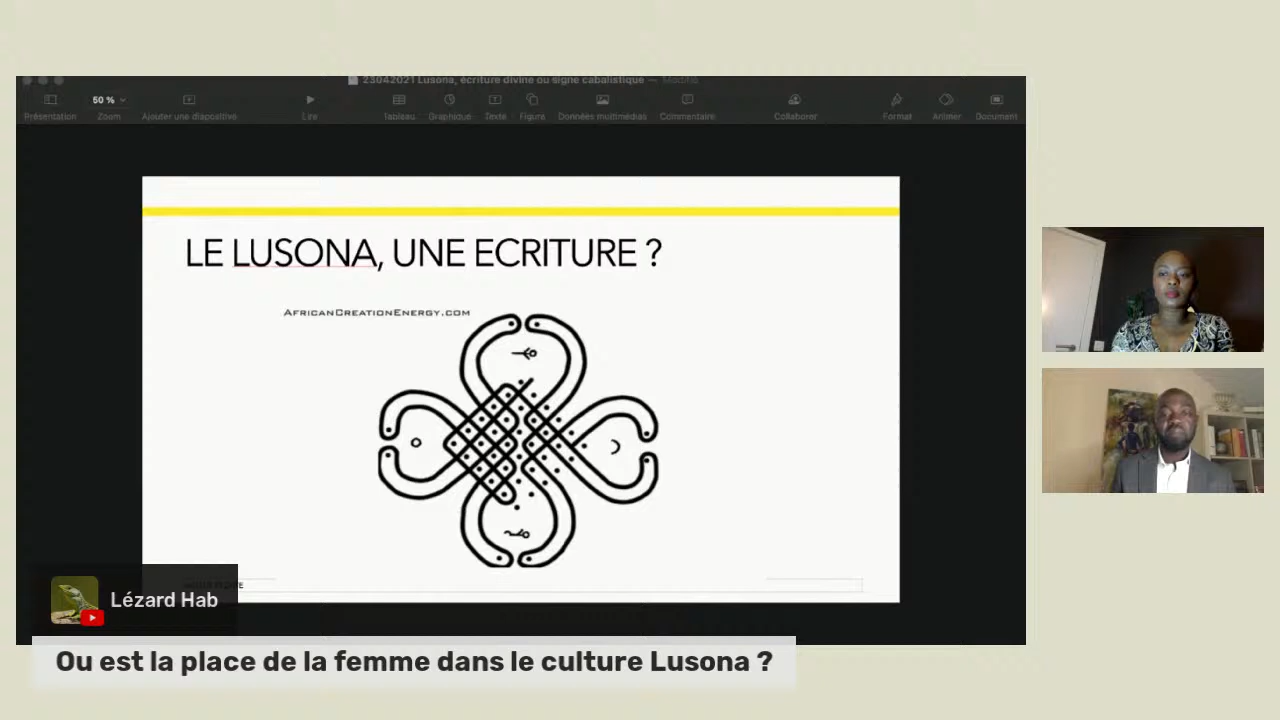 23042021 Lusona, écriture divine ou signe cabalistique — Modifié
50 %
Présentation Zoom Ajouter une diapositive Lire Tableau Graphique Texte Figure Données multimédias Commentaire Collaborer Format Animer Document
LE LUSONA, UNE ECRITURE ?
AFRICANCREATIONENERGY.COM
Lézard Hab
Ou est la place de la femme dans le culture Lusona ?